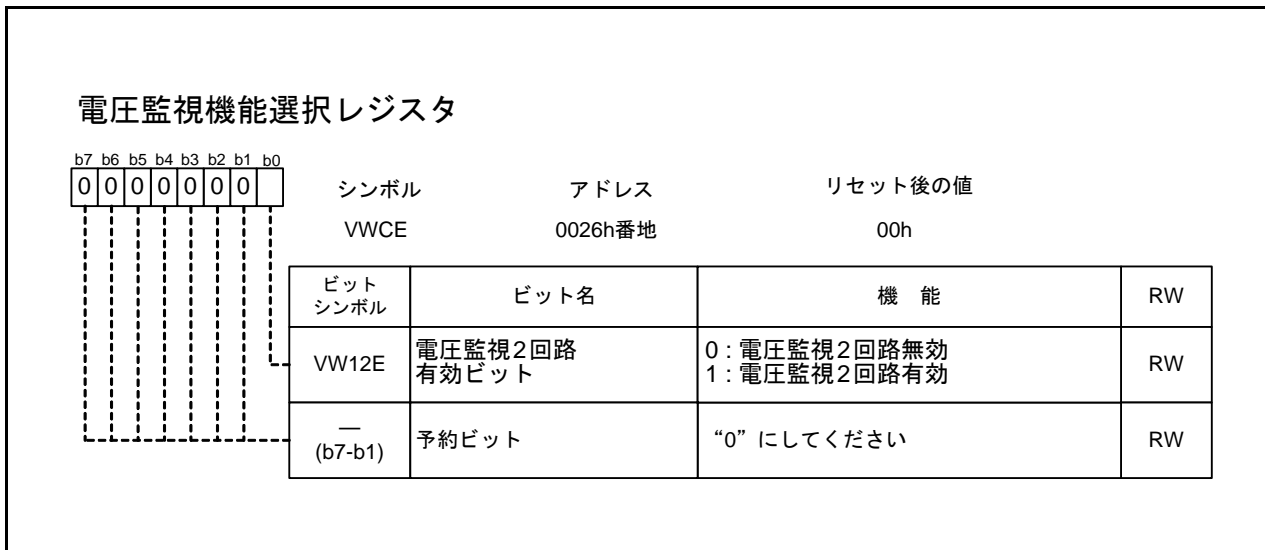 電圧監視機能選択レジスタ
b7 b6 b5 b4 b3 b2 b1 b0
0 0 0 0 0 0 0
シンボル アドレス リセット後の値
VWCE 0026h番地 00h
ビット
シンボル
ビット名
機 能
RW
VW12E
電圧監視2回路
有効ビット
0 : 電圧監視2回路無効
1 : 電圧監視2回路有効
RW
—
(b7-b1)
予約ビット
“0” にしてください
RW